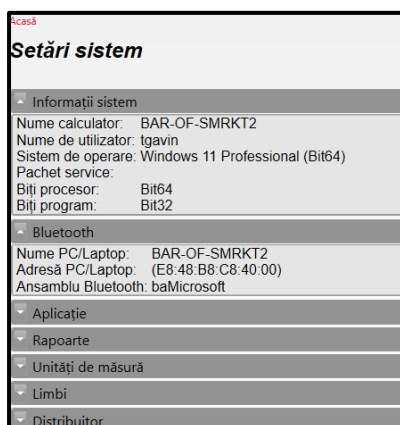 Acasă
Setări sistem
Informații sistem
Nume calculator: BAR-OF-SMRKT2
Nume de utilizator: tgavin
Sistem de operare: Windows 11 Professional (Bit64)
Pachet service:
Biți procesor: Bit64
Biți program: Bit32
Bluetooth
Nume PC/Laptop: BAR-OF-SMRKT2
Adresă PC/Laptop: (E8:48:B8:C8:40:00)
Ansamblu Bluetooth: baMicrosoft
Aplicație
Rapoarte
Unități de măsură
Limbi
Distribuitor